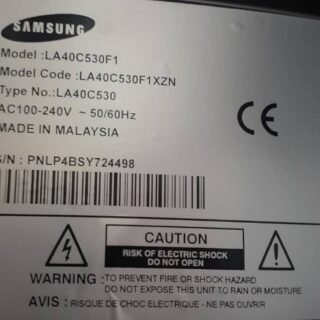 SAMSUNG
Model :LA40C530F1
Model Code :LA40C530F1XZN
Type No.:LA40C530
AC100-240V ~ 50/60Hz
MADE IN MALAYSIA
S/N : PNLP4BSY724498
CE
CAUTION
RISK OF ELECTRIC SHOCK
DO NOT OPEN
WARNING :TO PREVENT FIRE OR SHOCK HAZARD
DO NOT EXPOSE THIS UNIT TO RAIN OR MOISTURE
AVIS : RISQUE DE CHOC ELECTRIQUE - NE PAS OUVRIR